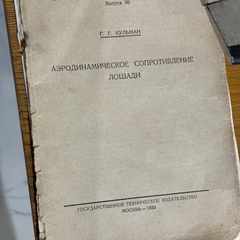 Г. Г. КУЛЬМАН
АЭРОДИНАМИЧЕСКОЕ СОПРОТИВЛЕНИЕ
ЛОШАДИ
ГОСУДАРСТВЕННОЕ ТЕХНИЧЕСКОЕ ИЗДАТЕЛЬСТВО
МОСКВА —